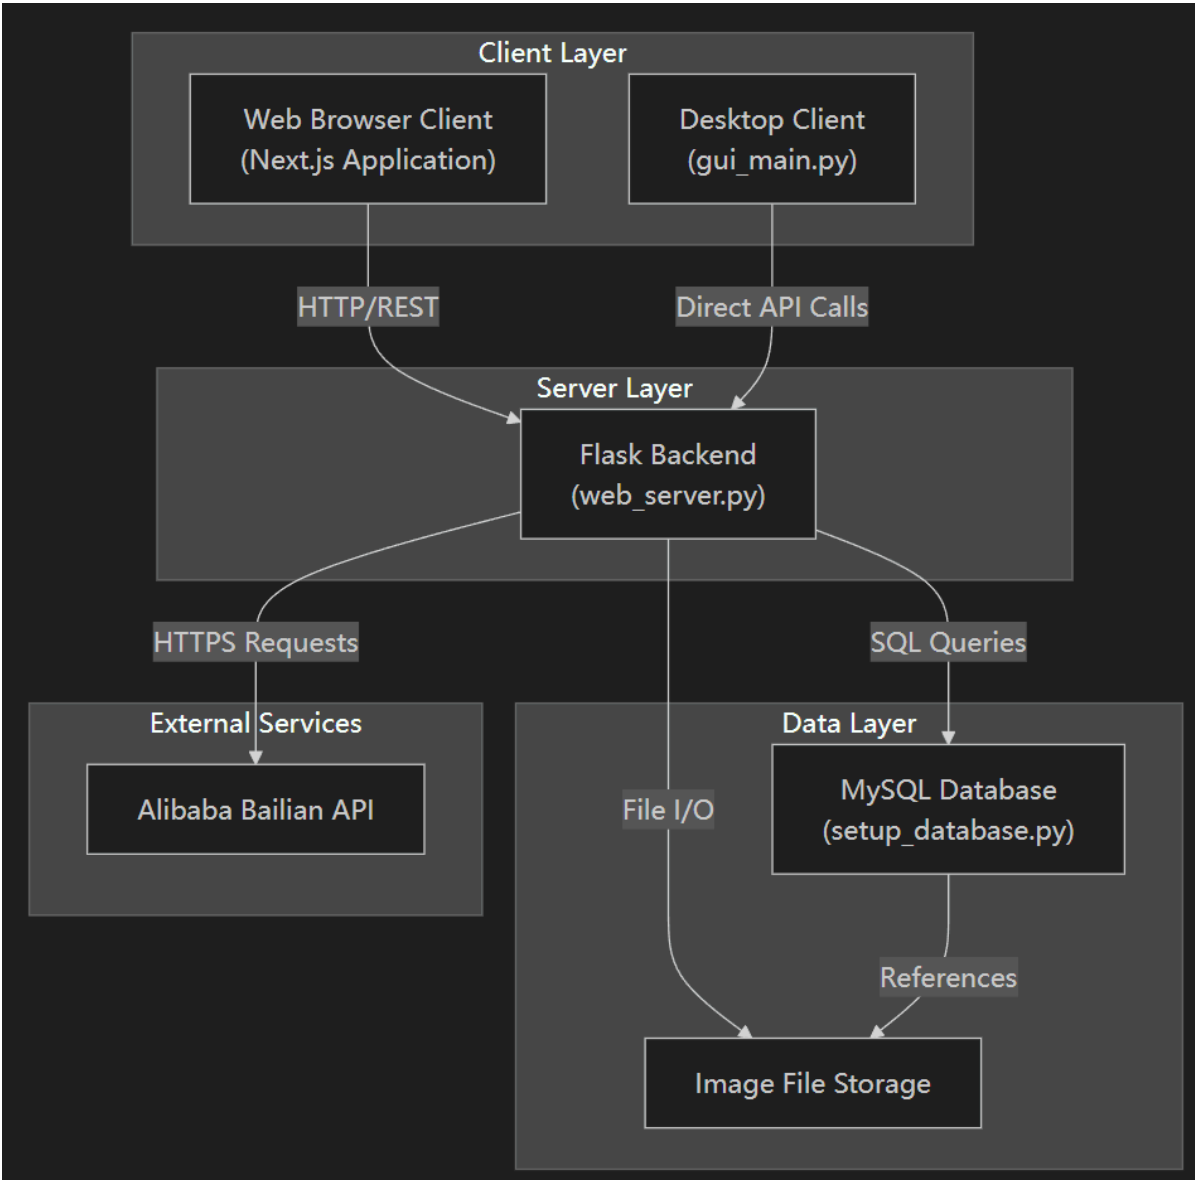 Client Layer
Web Browser Client
(Next.js Application)
Desktop Client
(gui_main.py)
HTTP/REST
Direct API Calls
Server Layer
Flask Backend
(web_server.py)
HTTPS Requests
SQL Queries
External Services
Alibaba Bailian API
Data Layer
File I/O
MySQL Database
(setup_database.py)
References
Image File Storage